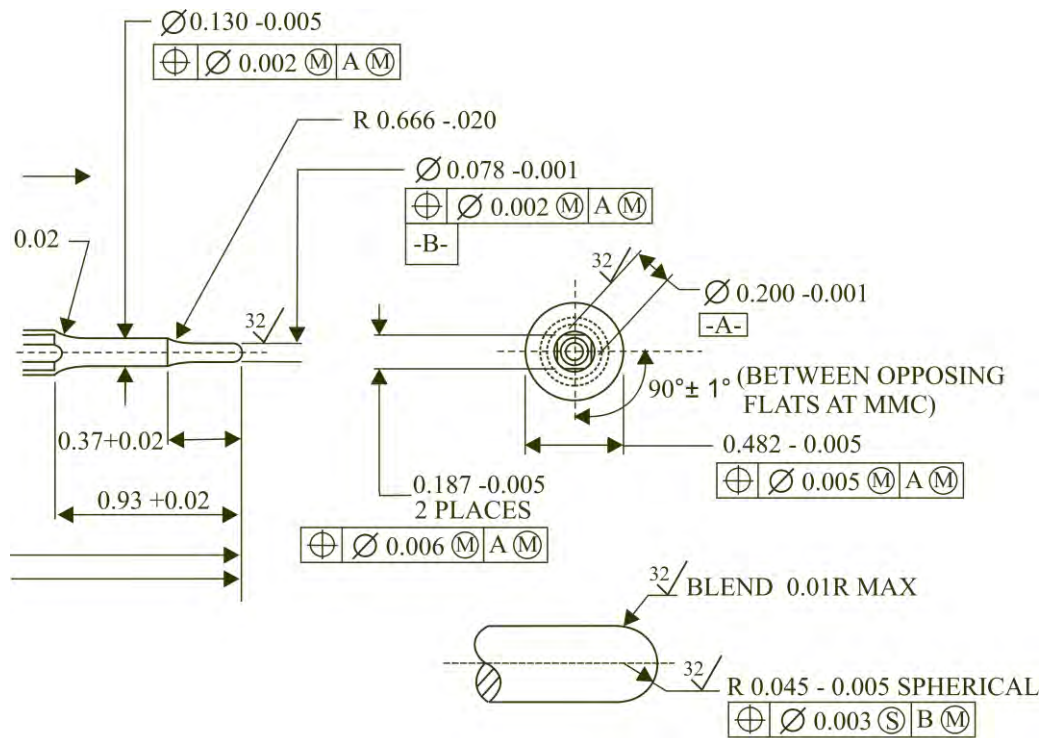 ⌀ 0.130 -0.005
⌖ ⌀ 0.002 Ⓜ A Ⓜ
R 0.666 -.020
⌀ 0.078 -0.001
⌖ ⌀ 0.002 Ⓜ A Ⓜ
-B-
0.02
32
⌀ 0.200 -0.001
-A-
32
90°± 1° (BETWEEN OPPOSING
FLATS AT MMC)
0.37+0.02
0.482 - 0.005
⌖ ⌀ 0.005 Ⓜ A Ⓜ
0.93 +0.02
0.187 -0.005
2 PLACES
⌖ ⌀ 0.006 Ⓜ A Ⓜ
32 BLEND 0.01R MAX
32
R 0.045 - 0.005 SPHERICAL
⌖ ⌀ 0.003 Ⓢ B Ⓜ